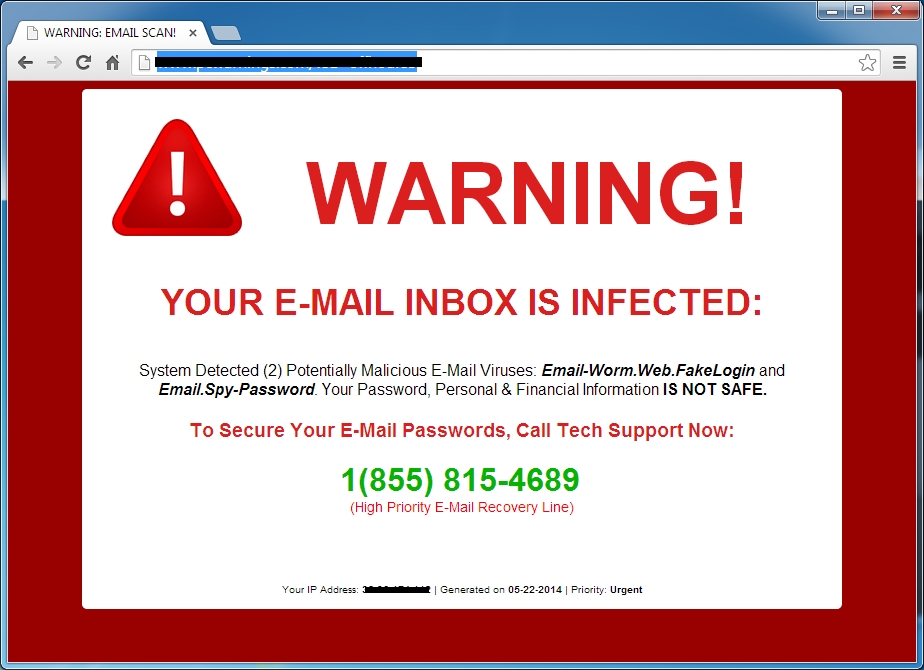 WARNING: EMAIL SCAN!
WARNING!
YOUR E-MAIL INBOX IS INFECTED:
System Detected (2) Potentially Malicious E-Mail Viruses: Email-Worm.Web.FakeLogin and
Email.Spy-Password. Your Password, Personal & Financial Information IS NOT SAFE.
To Secure Your E-Mail Passwords, Call Tech Support Now:
1(855) 815-4689
(High Priority E-Mail Recovery Line)
Your IP Address: | Generated on 05-22-2014 | Priority: Urgent